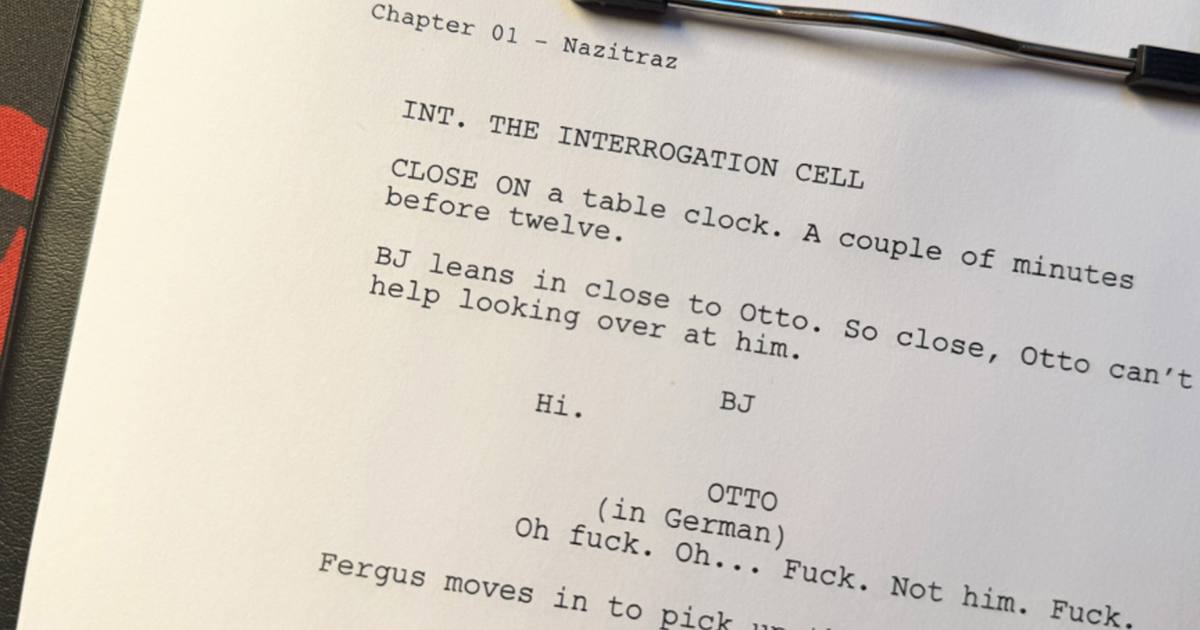 Chapter 01 - Nazitraz
INT. THE INTERROGATION CELL
CLOSE ON a table clock. A couple of minutes
before twelve.
BJ leans in close to Otto. So close, Otto can't
help looking over at him.
BJ
Hi.
OTTO
(in German)
Oh fuck. Oh... Fuck. Not him. Fuck.
Fergus moves in to pick up